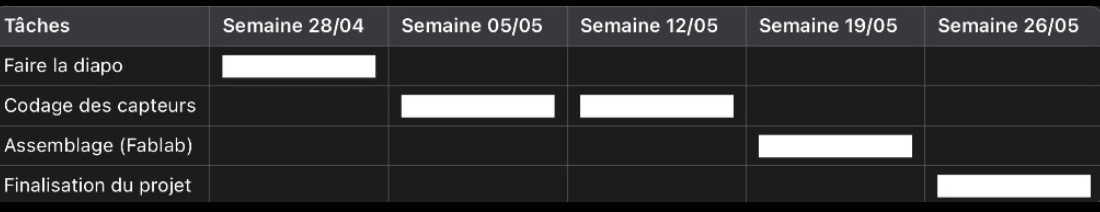 Tâches Semaine 28/04 Semaine 05/05 Semaine 12/05 Semaine 19/05 Semaine 26/05
Faire la diapo
Codage des capteurs
Assemblage (Fablab)
Finalisation du projet